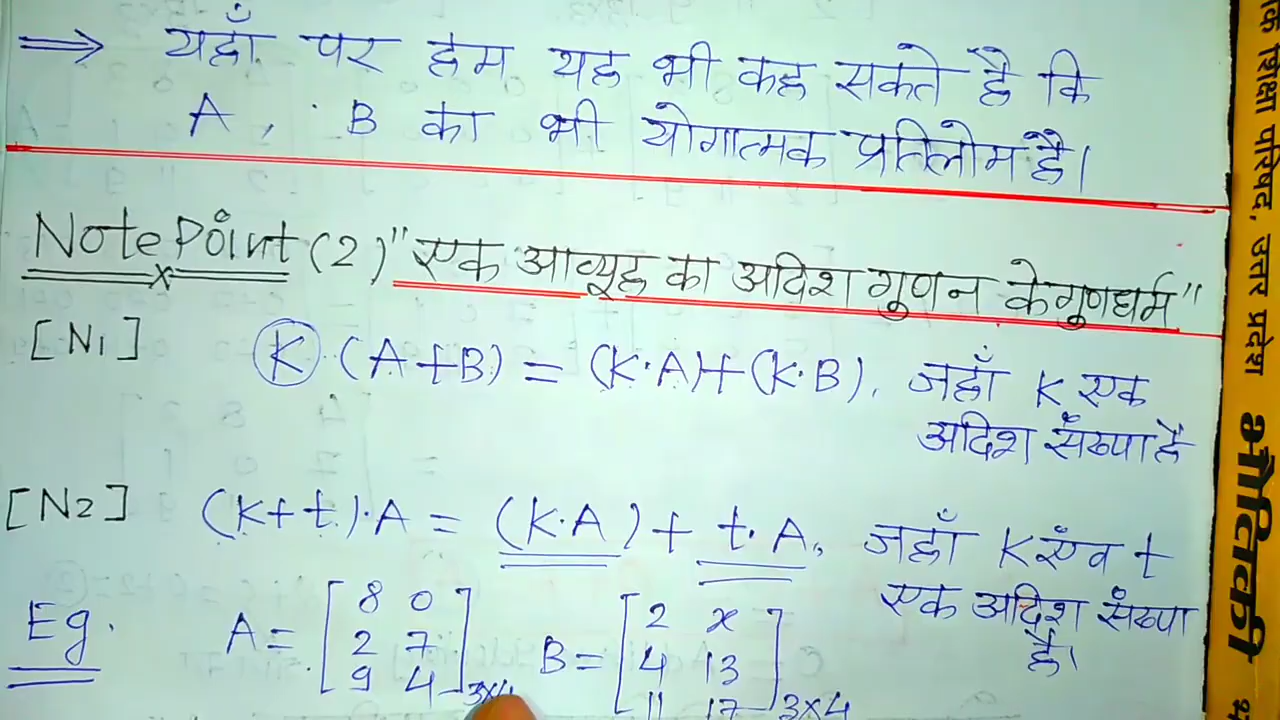 ⇒ यहाँ पर हम यह भी कह सकते है कि
A, B का भी योगात्मक प्रतिलोम है।
Note Point (2) "एक आव्यूह का अदिश गुणन के गुणधर्म"
[N1] K · (A+B) = (K·A)+(K·B), जहाँ K एक
अदिश संख्या है
[N2] (K+t)·A = (K·A) + t·A, जहाँ K एंव t
एक अदिश संख्या
है।
Eg. A = [8 0
2 7
9 4]3×4
B = [2 x
4 13
11 17]3×4
शिक्षा परिषद, उत्तर प्रदेश
भौतिकी